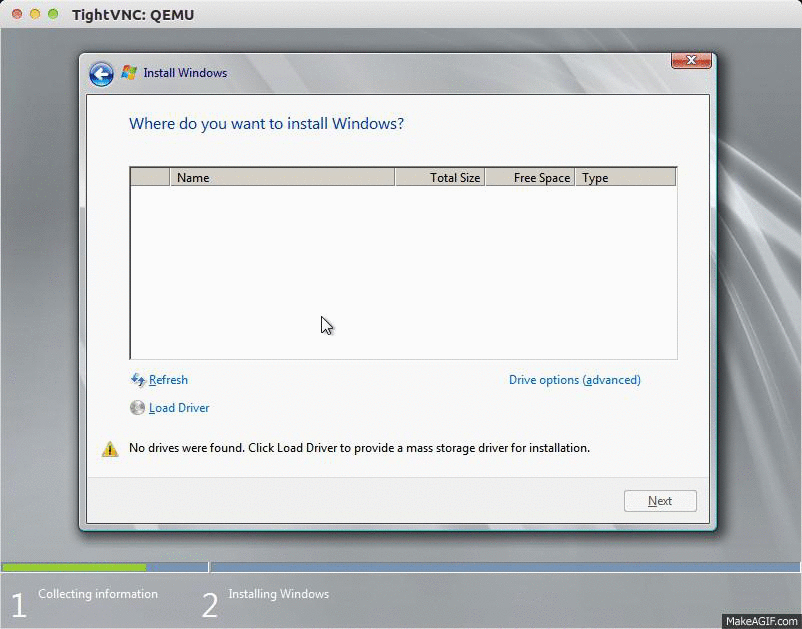 TightVNC: QEMU
Install Windows
Where do you want to install Windows?
Name Total Size Free Space Type
Refresh Drive options (advanced)
Load Driver
No drives were found. Click Load Driver to provide a mass storage driver for installation.
Next
1 Collecting information 2 Installing Windows
MakeAGIF.com